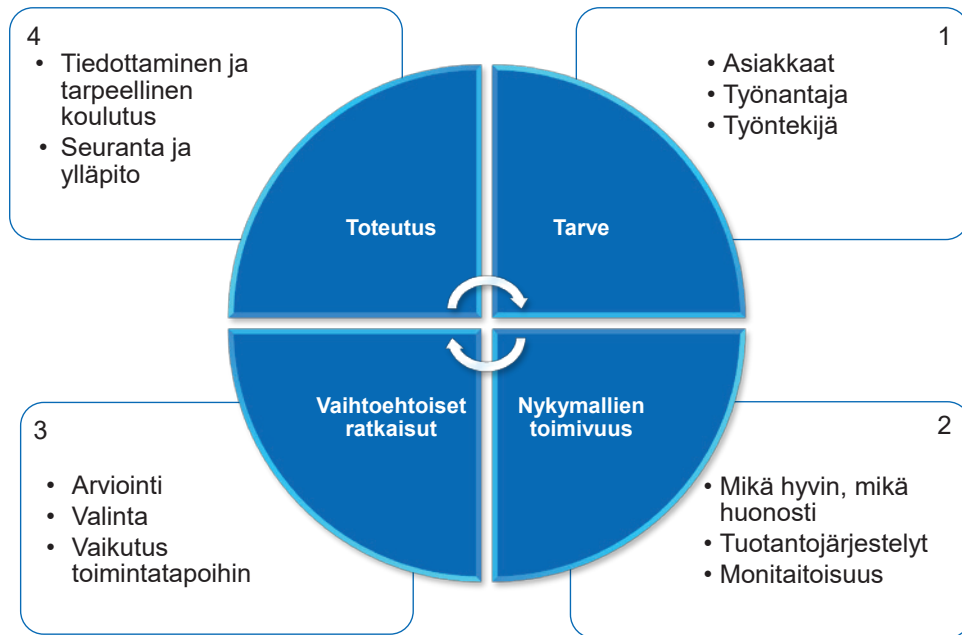 4
• Tiedottaminen ja
tarpeellinen
koulutus
• Seuranta ja
ylläpito
1
• Asiakkaat
• Työnantaja
• Työntekijä
Toteutus
Tarve
Vaihtoehtoiset
ratkaisut
Nykymallien
toimivuus
3
• Arviointi
• Valinta
• Vaikutus
toimintatapoihin
2
• Mikä hyvin, mikä
huonosti
• Tuotantojärjestelyt
• Monitaitoisuus